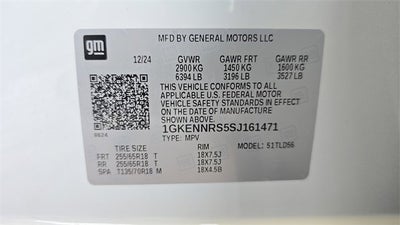 gm
MFD BY GENERAL MOTORS LLC
12/24 GVWR GAWR FRT GAWR RR
2900 KG 1450 KG 1600 KG
6394 LB 3196 LB 3527 LB
THIS VEHICLE CONFORMS TO ALL
APPLICABLE U.S. FEDERAL MOTOR
VEHICLE SAFETY STANDARDS IN EFFECT ON
THE DATE OF MANUFACTURE SHOWN ABOVE.
1GKENNRS5SJ161471
TYPE: MPV
0624
TIRE SIZE RIM MODEL: 51TLD56
FRT 255/65R18 T 18X7.5J
RR 255/65R18 T 18X7.5J
SPA T135/70R18 M 18X4.5B